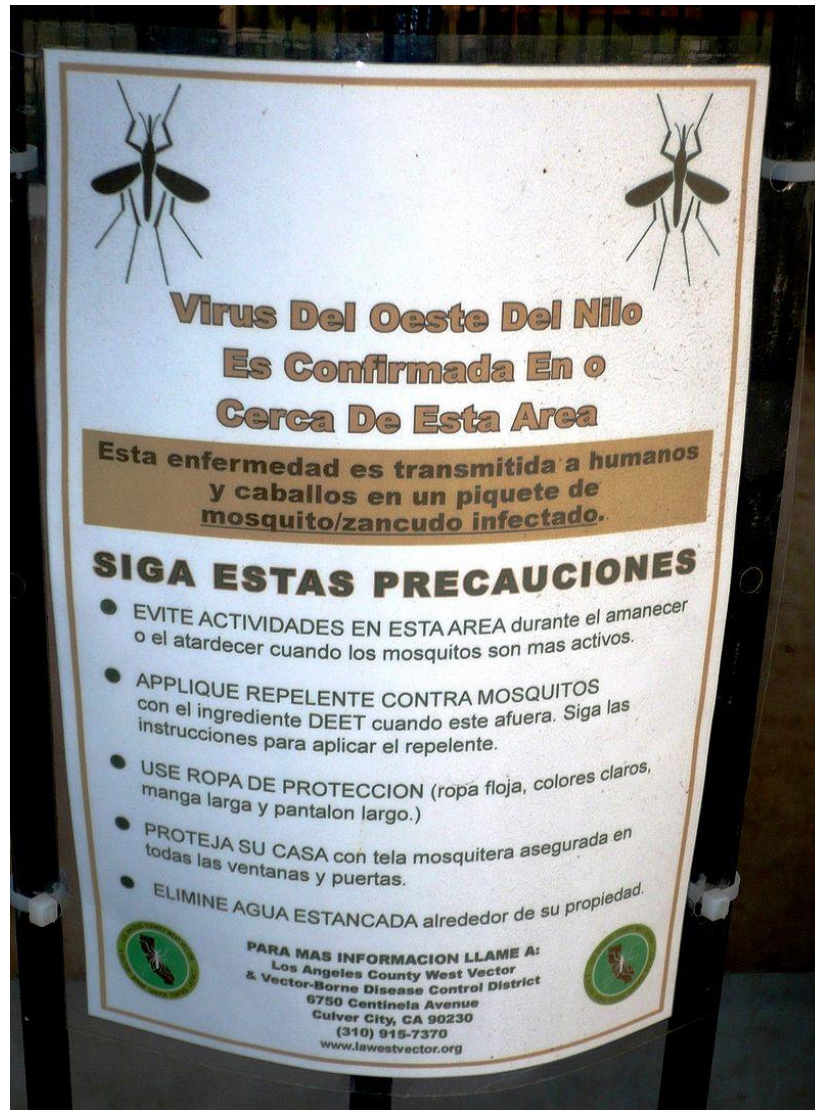 Virus Del Oeste Del Nilo
Es Confirmada En o
Cerca De Esta Area
Esta enfermedad es transmitida a humanos
y caballos en un piquete de
mosquito/zancudo infectado.
SIGA ESTAS PRECAUCIONES
● EVITE ACTIVIDADES EN ESTA AREA durante el amanecer
o el atardecer cuando los mosquitos son mas activos.
● APPLIQUE REPELENTE CONTRA MOSQUITOS
con el ingrediente DEET cuando este afuera. Siga las
instrucciones para aplicar el repelente.
● USE ROPA DE PROTECCION (ropa floja, colores claros,
manga larga y pantalon largo.)
● PROTEJA SU CASA con tela mosquitera asegurada en
todas las ventanas y puertas.
● ELIMINE AGUA ESTANCADA alrededor de su propiedad.
PARA MAS INFORMACION LLAME A:
Los Angeles County West Vector
& Vector-Borne Disease Control District
6750 Centinela Avenue
Culver City, CA 90230
(310) 915-7370
www.lawestvector.org